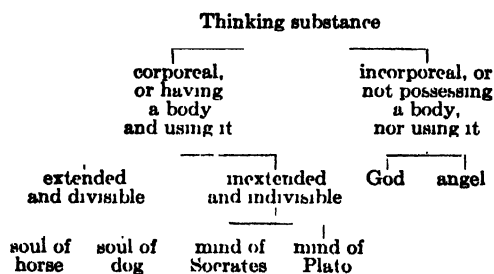 Thinking substance
corporeal,
or having
a body
and using it
incorporeal, or
not possessing
a body,
nor using it
extended
and divisible
inextended
and indivisible
God
angel
soul of
horse
soul of
dog
mind of
Socrates
mind of
Plato